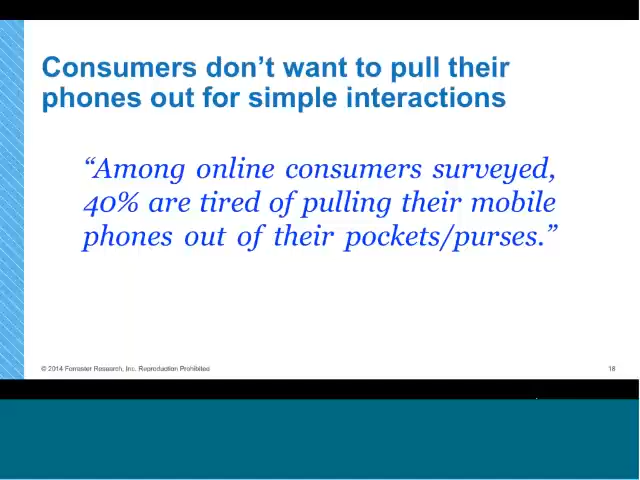 Consumers don’t want to pull their
phones out for simple interactions
“Among online consumers surveyed,
40% are tired of pulling their mobile
phones out of their pockets/purses.”
© 2014 Forrester Research, Inc. Reproduction Prohibited
18